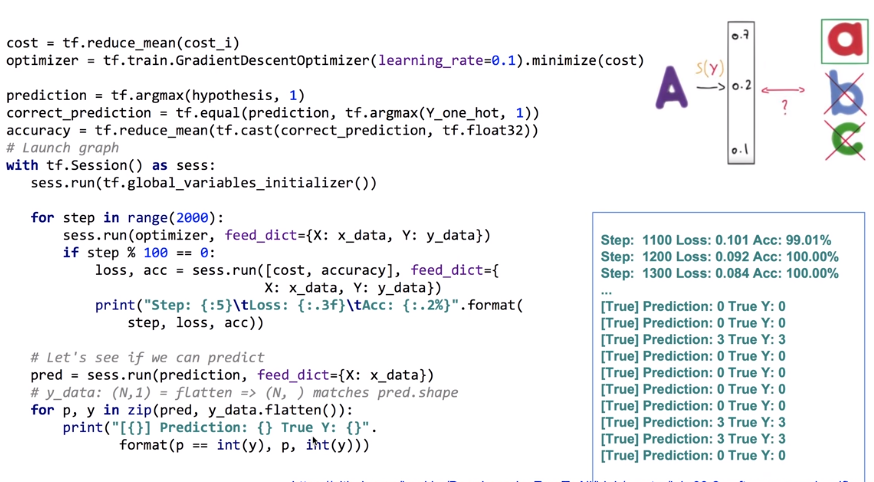 cost = tf.reduce_mean(cost_i)
optimizer = tf.train.GradientDescentOptimizer(learning_rate=0.1).minimize(cost)
prediction = tf.argmax(hypothesis, 1)
correct_prediction = tf.equal(prediction, tf.argmax(Y_one_hot, 1))
accuracy = tf.reduce_mean(tf.cast(correct_prediction, tf.float32))
# Launch graph
with tf.Session() as sess:
sess.run(tf.global_variables_initializer())
for step in range(2000):
sess.run(optimizer, feed_dict={X: x_data, Y: y_data})
if step % 100 == 0:
loss, acc = sess.run([cost, accuracy], feed_dict={
X: x_data, Y: y_data})
print("Step: {:5}\tLoss: {:.3f}\tAcc: {:.2%}".format(
step, loss, acc))
# Let's see if we can predict
pred = sess.run(prediction, feed_dict={X: x_data})
# y_data: (N,1) = flatten => (N, ) matches pred.shape
for p, y in zip(pred, y_data.flatten()):
print("[{}] Prediction: {} True Y: {}".
format(p == int(y), p, int(y)))
A
S(Y)
0.7
0.2
0.1
?
a
b
c
Step: 1100 Loss: 0.101 Acc: 99.01%
Step: 1200 Loss: 0.092 Acc: 100.00%
Step: 1300 Loss: 0.084 Acc: 100.00%
...
[True] Prediction: 0 True Y: 0
[True] Prediction: 0 True Y: 0
[True] Prediction: 3 True Y: 3
[True] Prediction: 0 True Y: 0
[True] Prediction: 0 True Y: 0
[True] Prediction: 0 True Y: 0
[True] Prediction: 0 True Y: 0
[True] Prediction: 3 True Y: 3
[True] Prediction: 3 True Y: 3
[True] Prediction: 0 True Y: 0